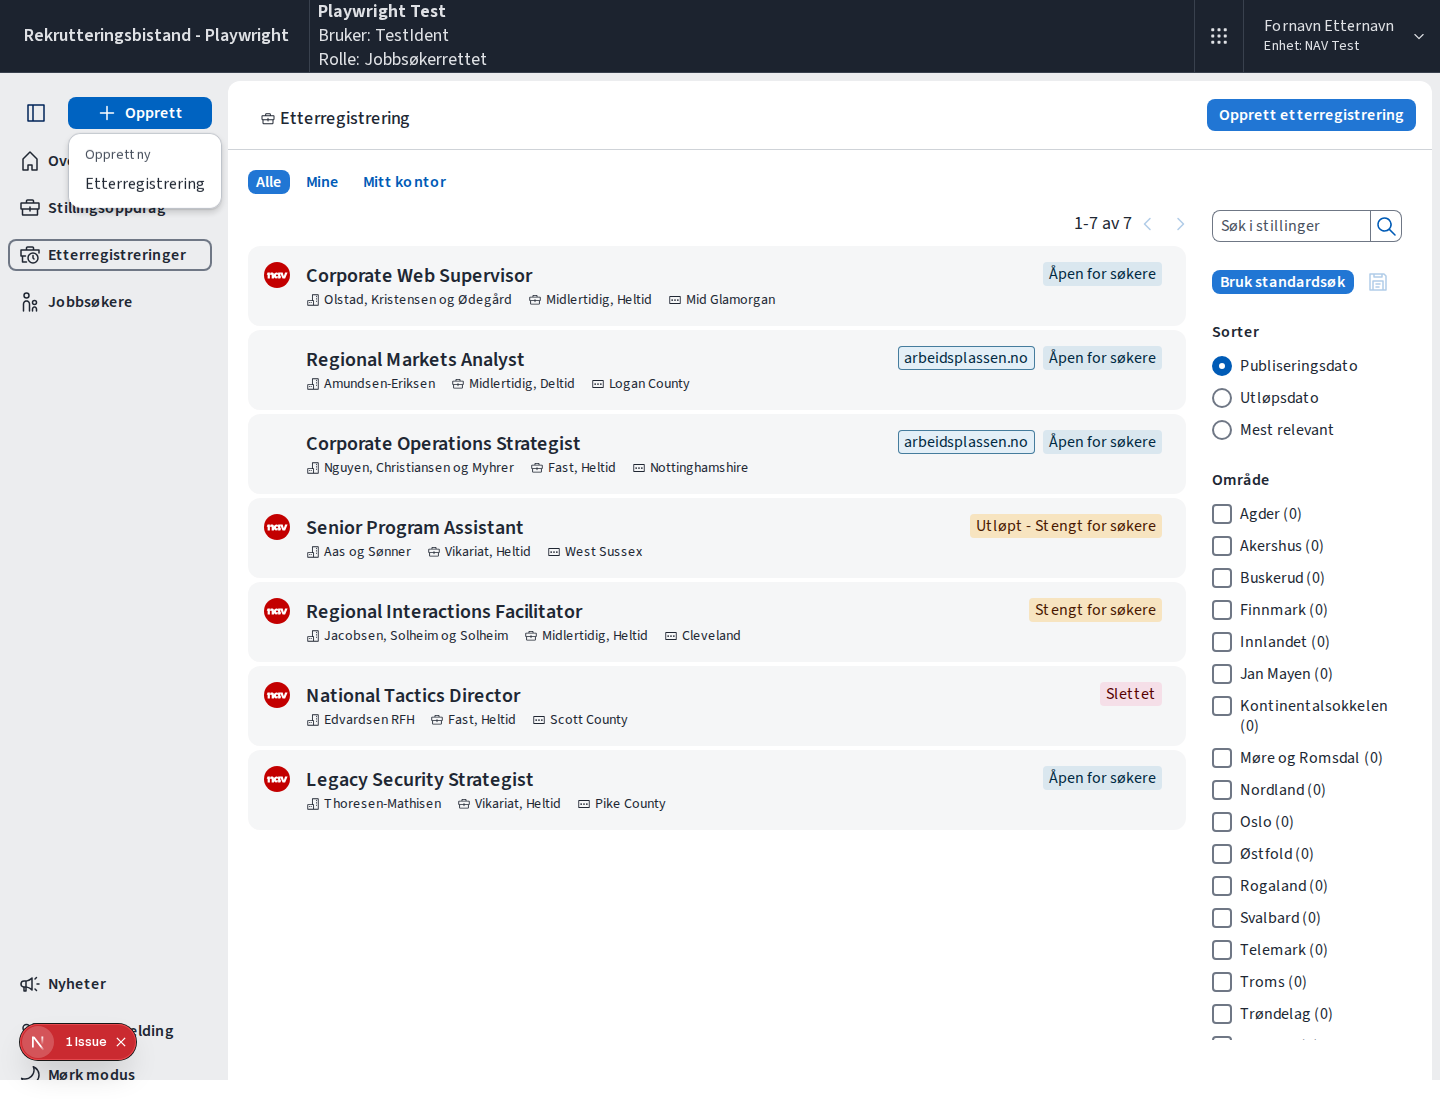 Rekrutteringsbistand - Playwright
Playwright Test
Bruker: TestIdent
Rolle: Jobbsøkerrettet
Fornavn Etternavn
Enhet: NAV Test
Opprett
Opprett ny
Etterregistrering
Stillingsoppdrag
Etterregistreringer
Jobbsøkere
Nyheter
Mørk modus
1 Issue
Etterregistrering
Opprett etterregistrering
Alle Mine Mitt kontor
1-7 av 7
nav
Corporate Web Supervisor
Åpen for søkere
Olstad, Kristensen og Ødegård Midlertidig, Heltid Mid Glamorgan
Regional Markets Analyst
arbeidsplassen.no Åpen for søkere
Amundsen-Eriksen Midlertidig, Deltid Logan County
Corporate Operations Strategist
arbeidsplassen.no Åpen for søkere
Nguyen, Christiansen og Myhrer Fast, Heltid Nottinghamshire
nav
Senior Program Assistant
Utløpt - Stengt for søkere
Aas og Sønner Vikariat, Heltid West Sussex
nav
Regional Interactions Facilitator
Stengt for søkere
Jacobsen, Solheim og Solheim Midlertidig, Heltid Cleveland
nav
National Tactics Director
Slettet
Edvardsen RFH Fast, Heltid Scott County
nav
Legacy Security Strategist
Åpen for søkere
Thoresen-Mathisen Vikariat, Heltid Pike County
Søk i stillinger
Bruk standardsøk
Sorter
Publiseringsdato
Utløpsdato
Mest relevant
Område
Agder (0)
Akershus (0)
Buskerud (0)
Finnmark (0)
Innlandet (0)
Jan Mayen (0)
Kontinentalsokkelen
(0)
Møre og Romsdal (0)
Nordland (0)
Oslo (0)
Østfold (0)
Rogaland (0)
Svalbard (0)
Telemark (0)
Troms (0)
Trøndelag (0)